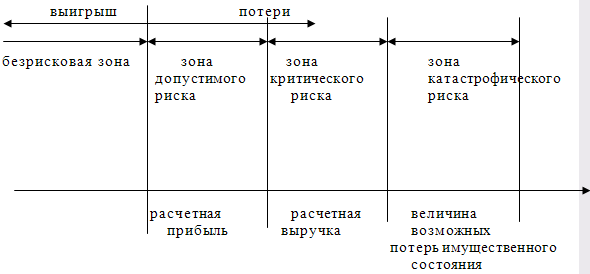 выигрыш потери
безрисковая зона
зона
допустимого
риска
зона
критического
риска
зона
катастрофического
риска
расчетная
прибыль
расчетная
выручка
величина
возможных
потерь имущественного
состояния